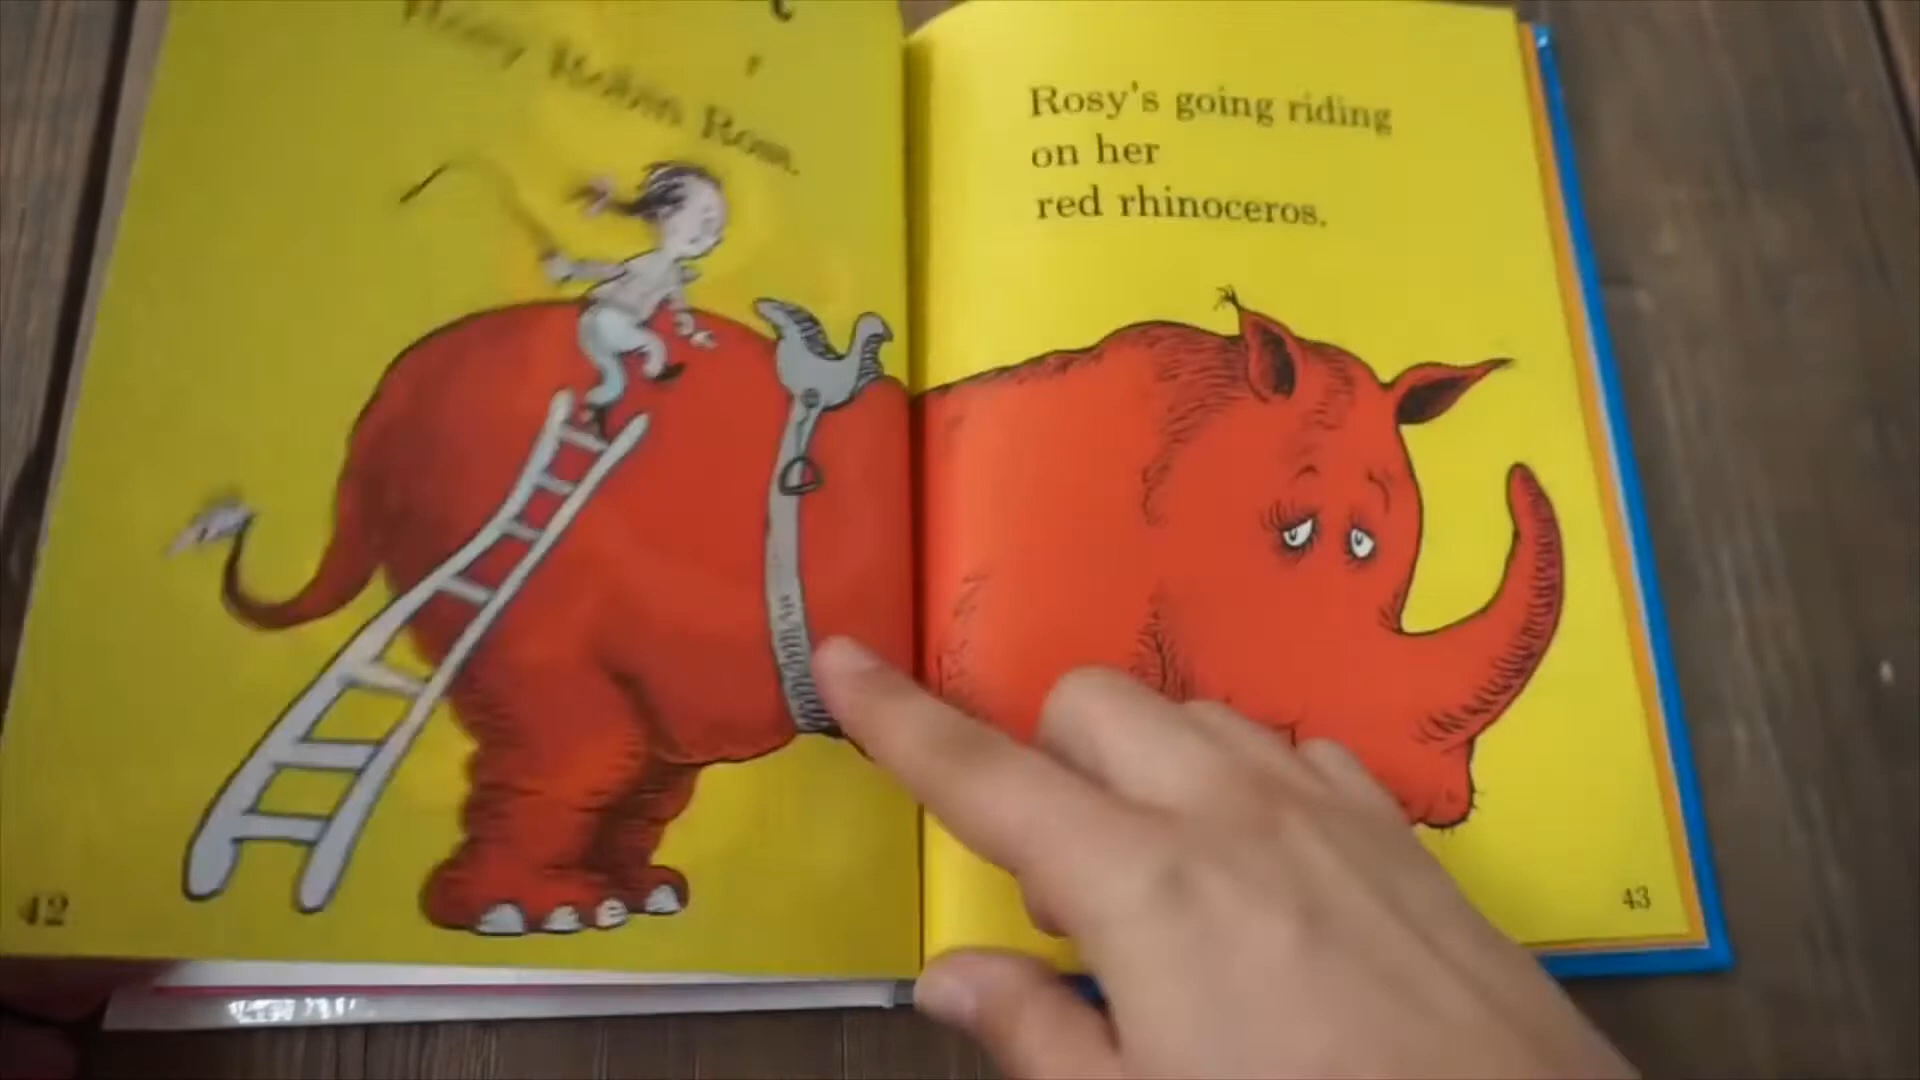 Rosy Robin Ross.
Rosy's going riding
on her
red rhinoceros.
42
43